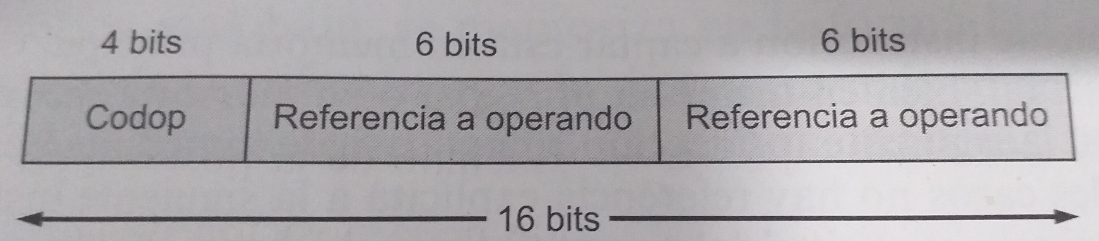 4 bits 6 bits 6 bits
Codop Referencia a operando Referencia a operando
16 bits